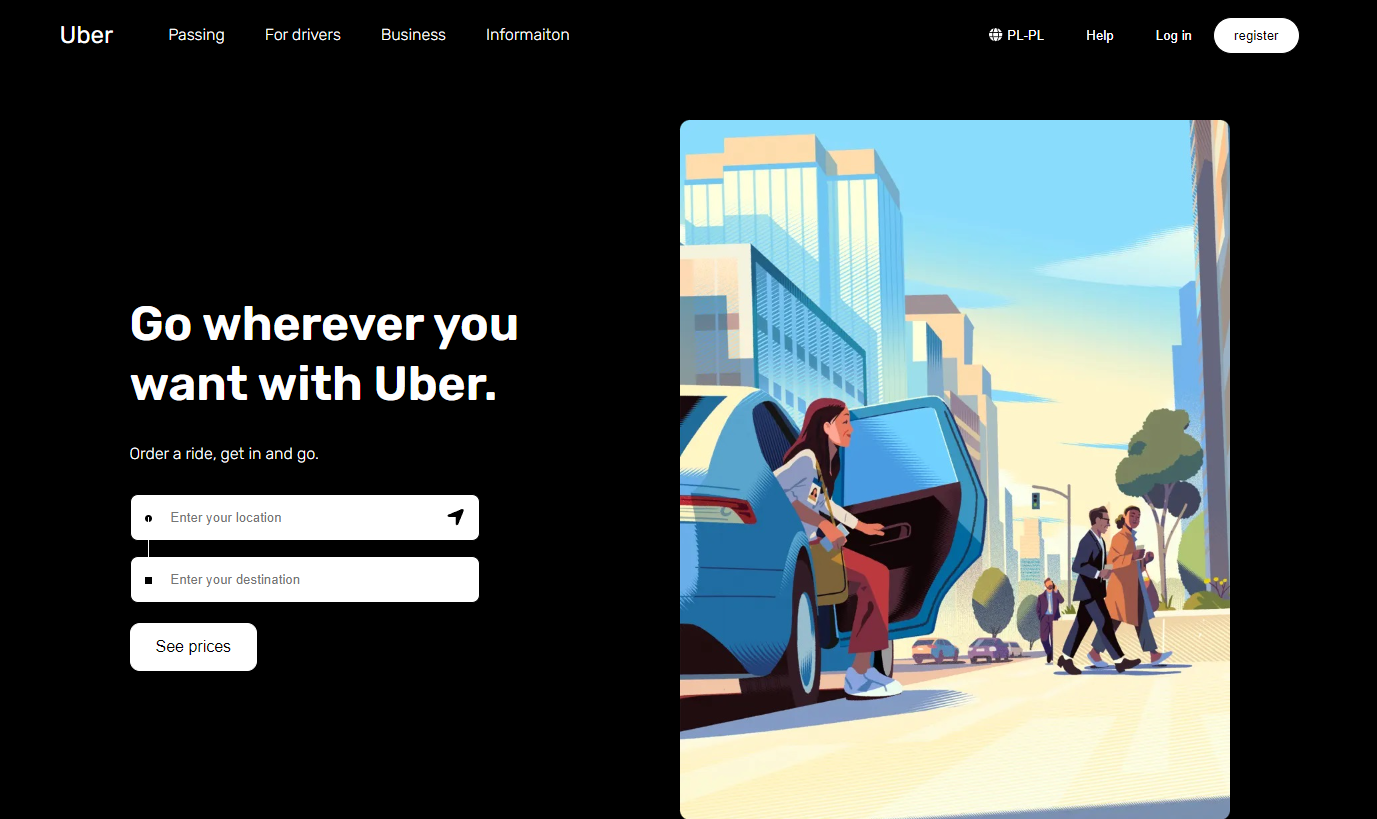 Uber Passing For drivers Business Informaiton PL-PL Help Log in register
Go wherever you
want with Uber.
Order a ride, get in and go.
Enter your location
Enter your destination
See prices